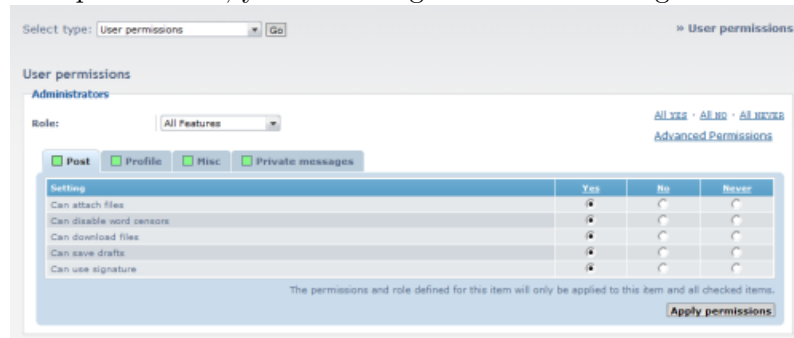 Select type: User permissions Go
» User permissions
User permissions
Administrators
Role: All Features
All YES · All NO · All NEVER
Advanced Permissions
Post Profile Misc Private messages
Setting Yes No Never
Can attach files
Can disable word censors
Can download files
Can save drafts
Can use signature
The permissions and role defined for this item will only be applied to this item and all checked items.
Apply permissions